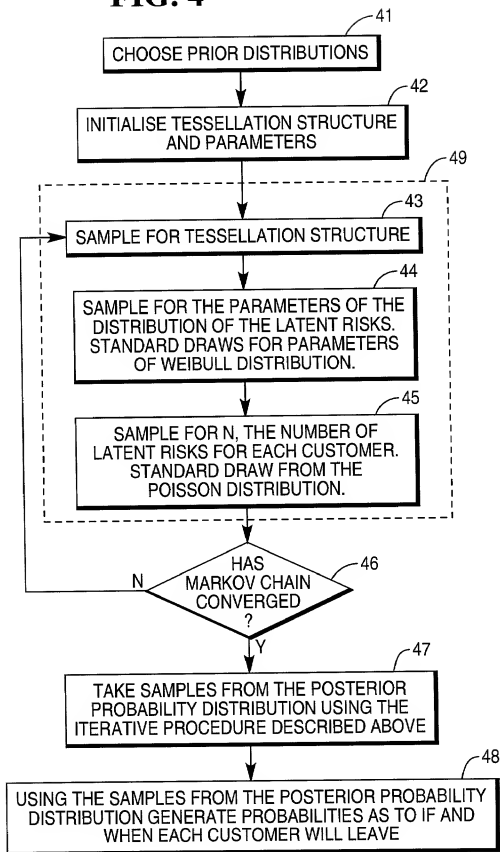 FIG. 4
41
CHOOSE PRIOR DISTRIBUTIONS
42
INITIALISE TESSELLATION STRUCTURE
AND PARAMETERS
49
43
SAMPLE FOR TESSELLATION STRUCTURE
44
SAMPLE FOR THE PARAMETERS OF THE
DISTRIBUTION OF THE LATENT RISKS.
STANDARD DRAWS FOR PARAMETERS
OF WEIBULL DISTRIBUTION.
45
SAMPLE FOR N, THE NUMBER OF
LATENT RISKS FOR EACH CUSTOMER.
STANDARD DRAW FROM THE
POISSON DISTRIBUTION.
46
HAS
N
MARKOV CHAIN
CONVERGED
?
Y
47
TAKE SAMPLES FROM THE POSTERIOR
PROBABILITY DISTRIBUTION USING THE
ITERATIVE PROCEDURE DESCRIBED ABOVE
48
USING THE SAMPLES FROM THE POSTERIOR PROBABILITY
DISTRIBUTION GENERATE PROBABILITIES AS TO IF AND
WHEN EACH CUSTOMER WILL LEAVE